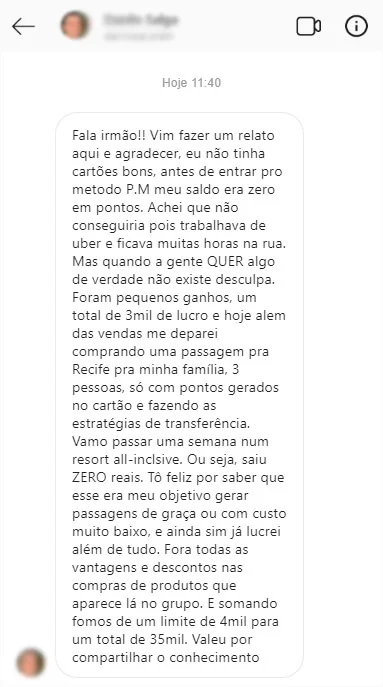 Hoje 11:40
Fala irmão!! Vim fazer um relato
aqui e agradecer, eu não tinha
cartões bons, antes de entrar pro
metodo P.M meu saldo era zero
em pontos. Achei que não
conseguiria pois trabalhava de
uber e ficava muitas horas na rua.
Mas quando a gente QUER algo
de verdade não existe desculpa.
Foram pequenos ganhos, um
total de 3mil de lucro e hoje alem
das vendas me deparei
comprando uma passagem pra
Recife pra minha família, 3
pessoas, só com pontos gerados
no cartão e fazendo as
estratégias de transferência.
Vamo passar uma semana num
resort all-inclsive. Ou seja, saiu
ZERO reais. Tô feliz por saber que
esse era meu objetivo gerar
passagens de graça ou com custo
muito baixo, e ainda sim já lucrei
além de tudo. Fora todas as
vantagens e descontos nas
compras de produtos que
aparece lá no grupo. E somando
fomos de um limite de 4mil para
um total de 35mil. Valeu por
compartilhar o conhecimento